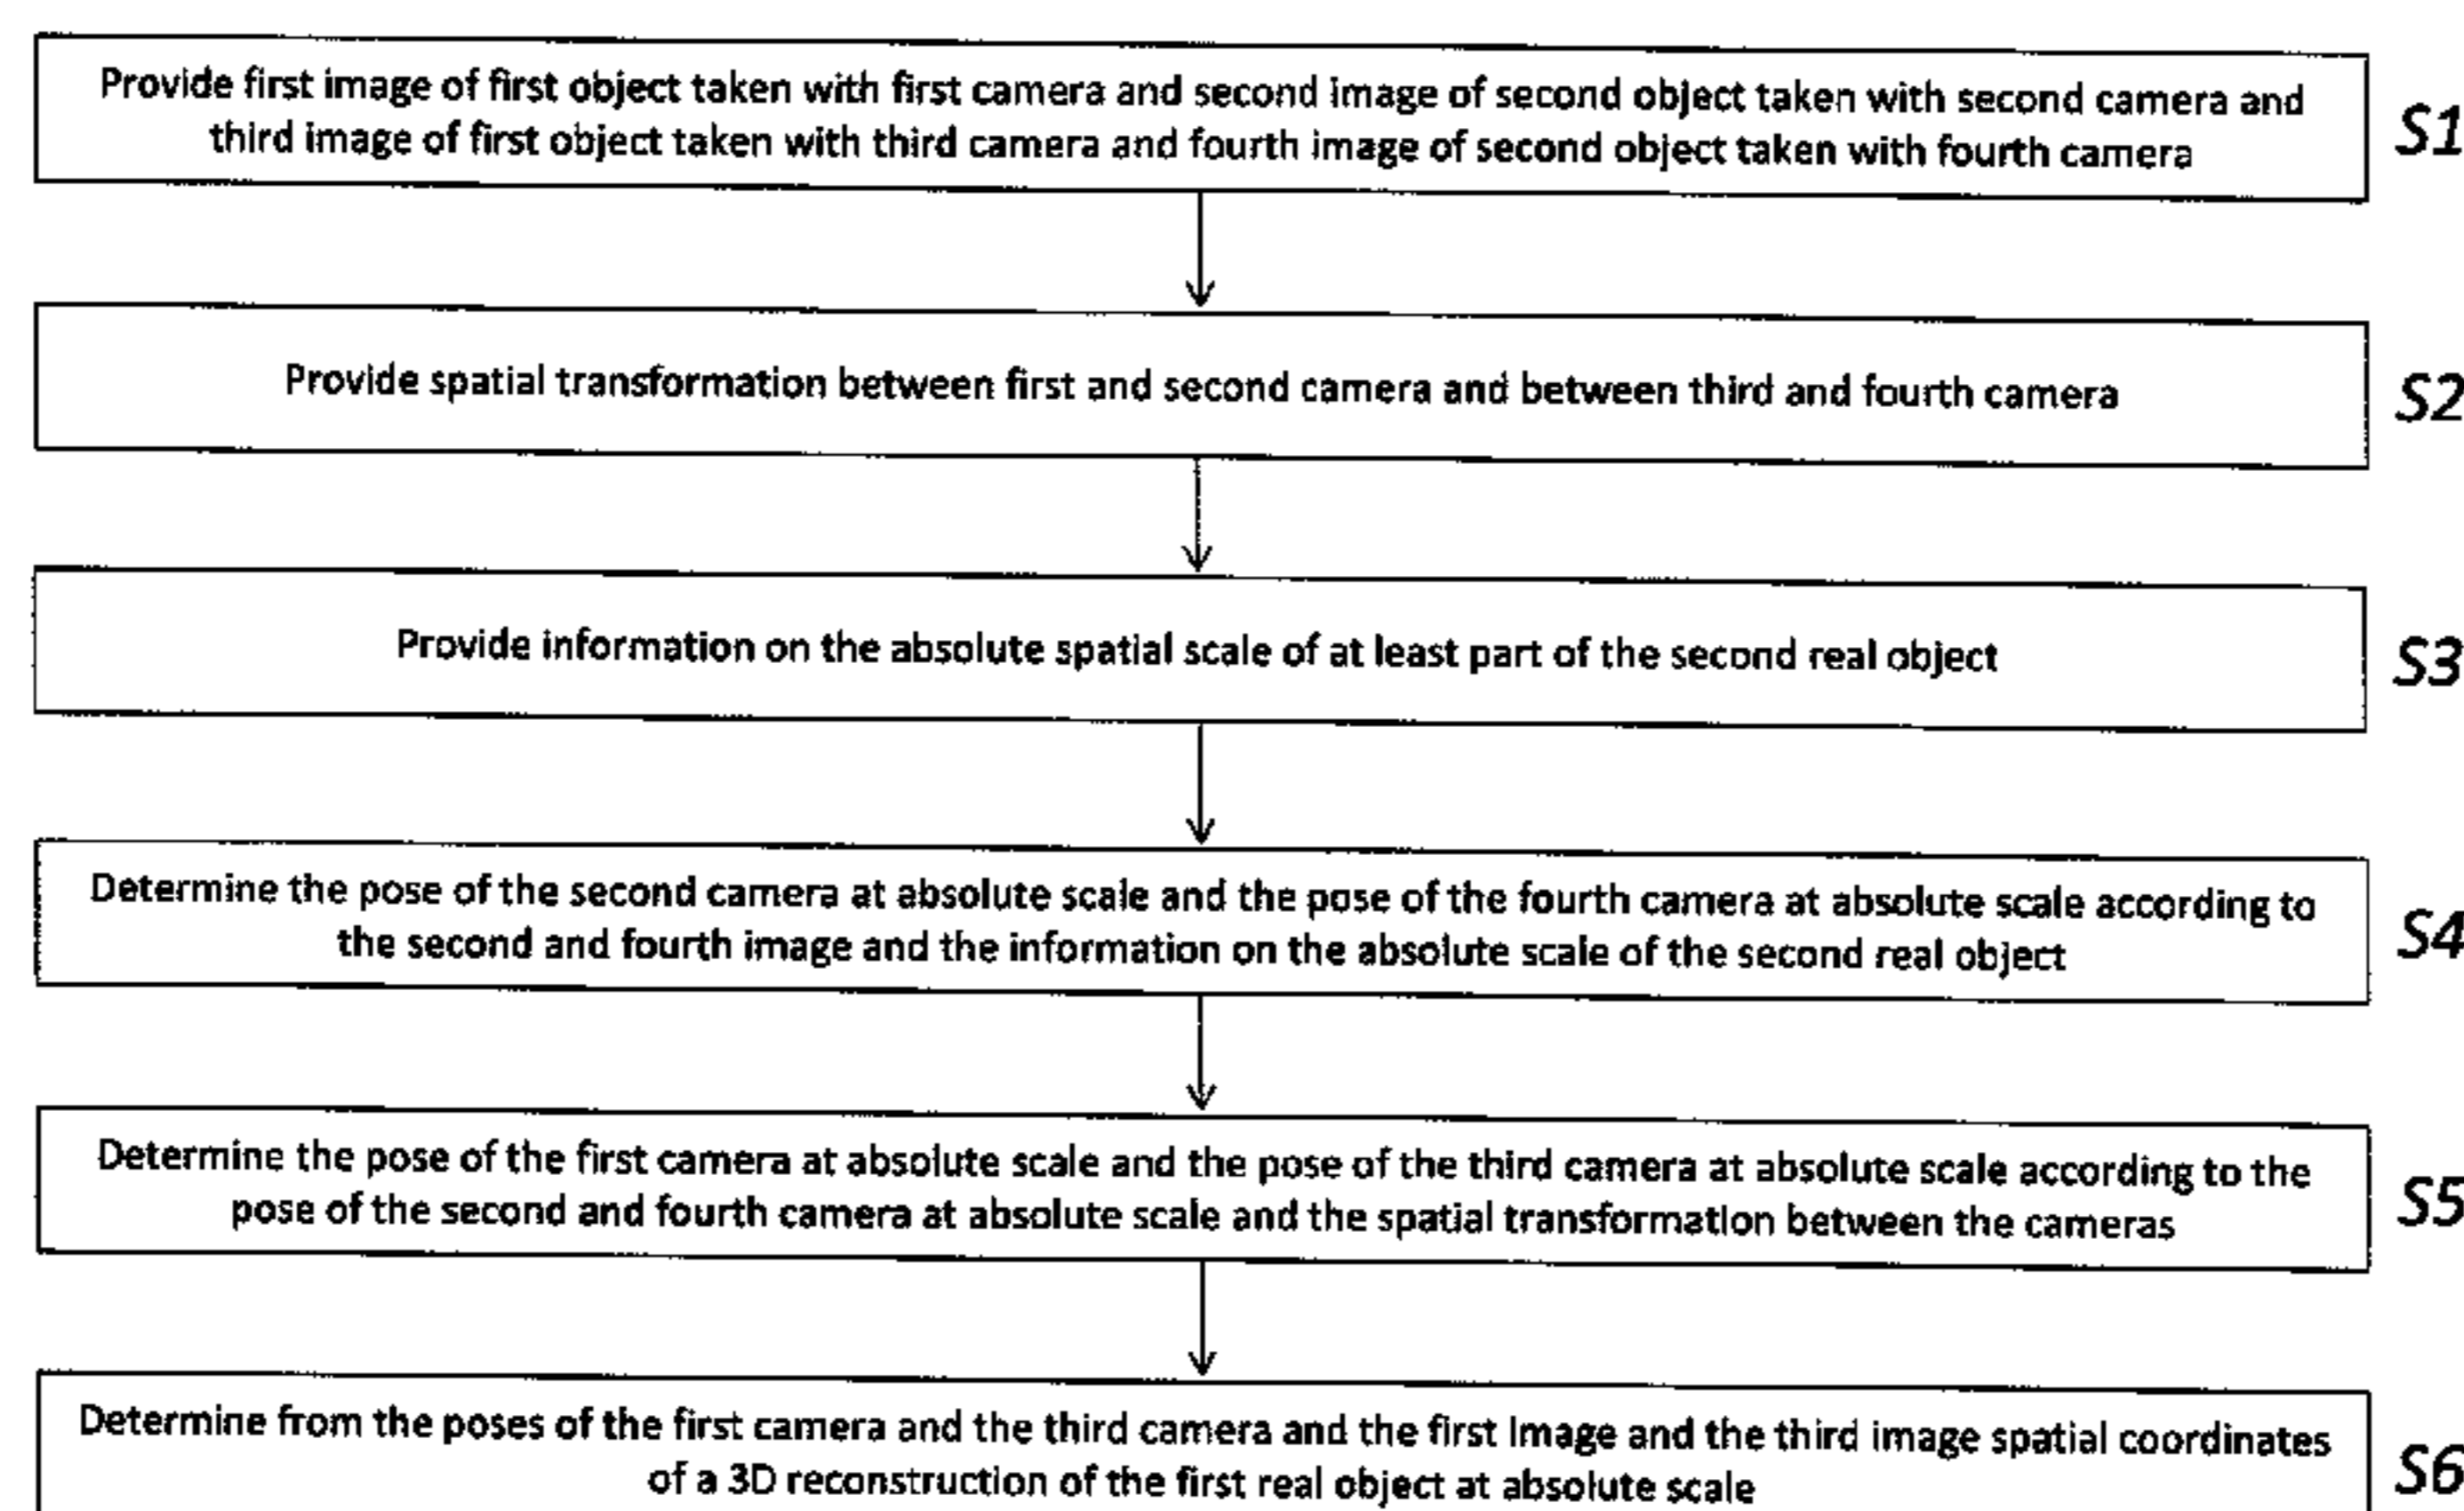 Provide first image of first object taken with first camera and second image of second object taken with second camera and
third image of first object taken with third camera and fourth image of second object taken with fourth camera
S1
Provide spatial transformation between first and second camera and between third and fourth camera
S2
Provide information on the absolute spatial scale of at least part of the second real object
S3
Determine the pose of the second camera at absolute scale and the pose of the fourth camera at absolute scale according to
the second and fourth image and the information on the absolute scale of the second real object
S4
Determine the pose of the first camera at absolute scale and the pose of the third camera at absolute scale according to the
pose of the second and fourth camera at absolute scale and the spatial transformation between the cameras
S5
Determine from the poses of the first camera and the third camera and the first image and the third image spatial coordinates
of a 3D reconstruction of the first real object at absolute scale
S6